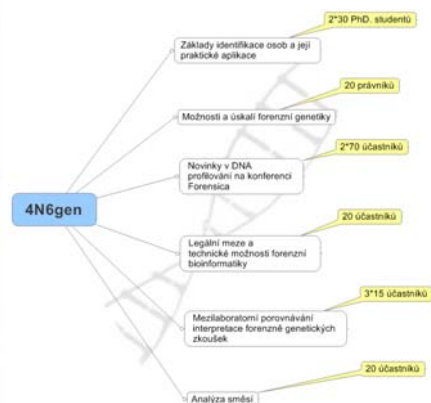 2*30 PhD. studentů
Základy identifikace osob a její
praktické aplikace
20 právníků
Možnosti a úskalí forenzní genetiky
2*70 účastníků
Novinky v DNA
profilování na konferenci
Forensica
4N6gen
20 účastníků
Legální meze a
technické možnosti forenzní
bioinformatiky
3*15 účastníků
Mezilaboratorní porovnávání
interpretace forenzně genetických
zkoušek
20 účastníků
Analýza směsí